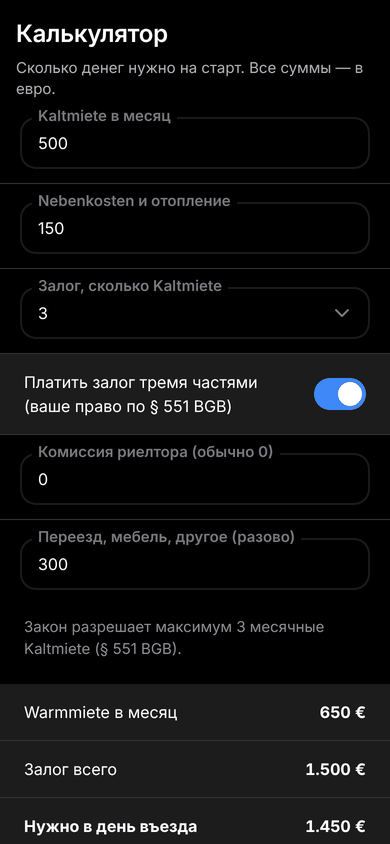 Калькулятор
Сколько денег нужно на старт. Все суммы — в
евро.
Kaltmiete в месяц
500
Nebenkosten и отопление
150
Залог, сколько Kaltmiete
3
Платить залог тремя частями
(ваше право по § 551 BGB)
Комиссия риелтора (обычно 0)
0
Переезд, мебель, другое (разово)
300
Закон разрешает максимум 3 месячные
Kaltmiete (§ 551 BGB).
Warmmiete в месяц 650 €
Залог всего 1.500 €
Нужно в день въезда 1.450 €